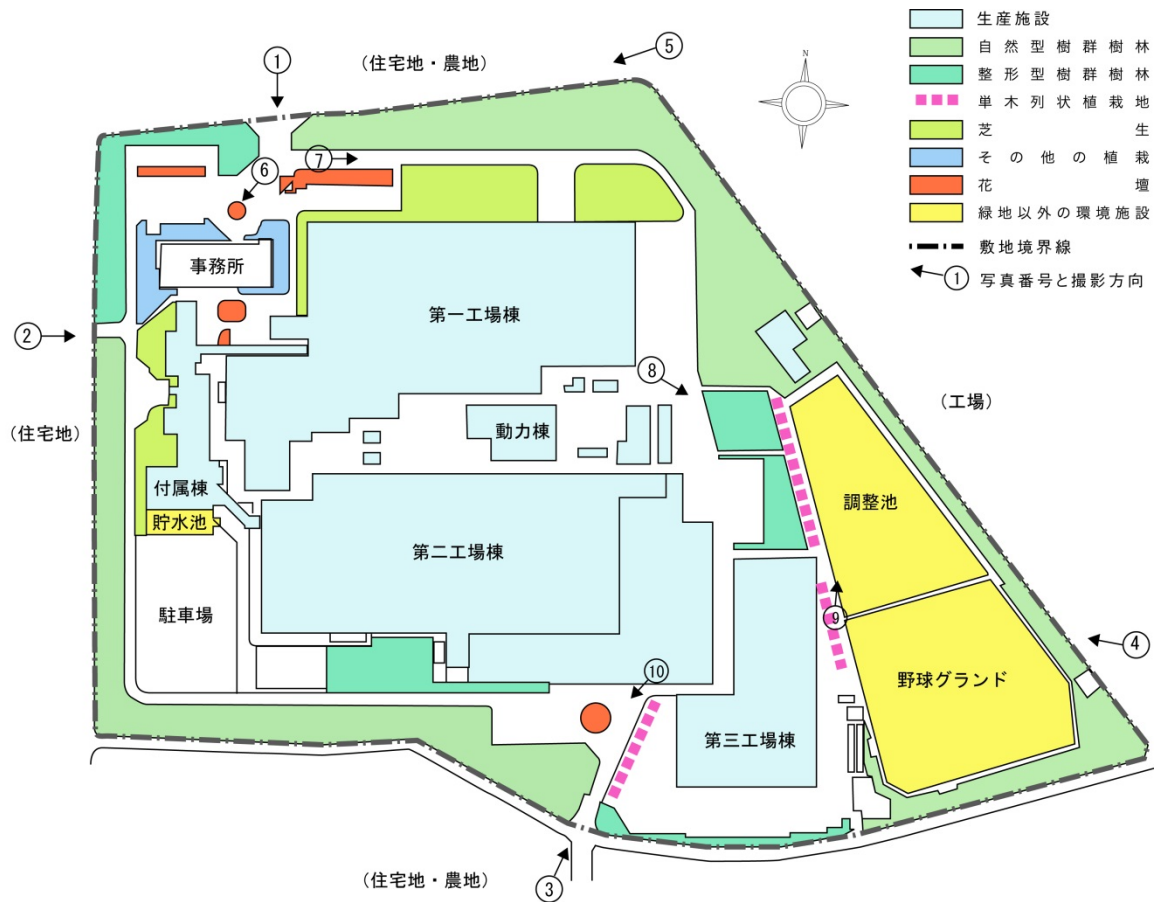 (住宅地・農地)
①
⑤
N
生産施設
自然型樹群樹林
整形型樹群樹林
単木列状植栽地
芝生
その他の植栽
花壇
緑地以外の環境施設
敷地境界線
① 写真番号と撮影方向
⑦
⑥
事務所
②
第一工場棟
⑧
(工場)
(住宅地)
動力棟
付属棟
貯水池
調整池
第二工場棟
駐車場
⑨
④
⑩
野球グランド
第三工場棟
(住宅地・農地)
③